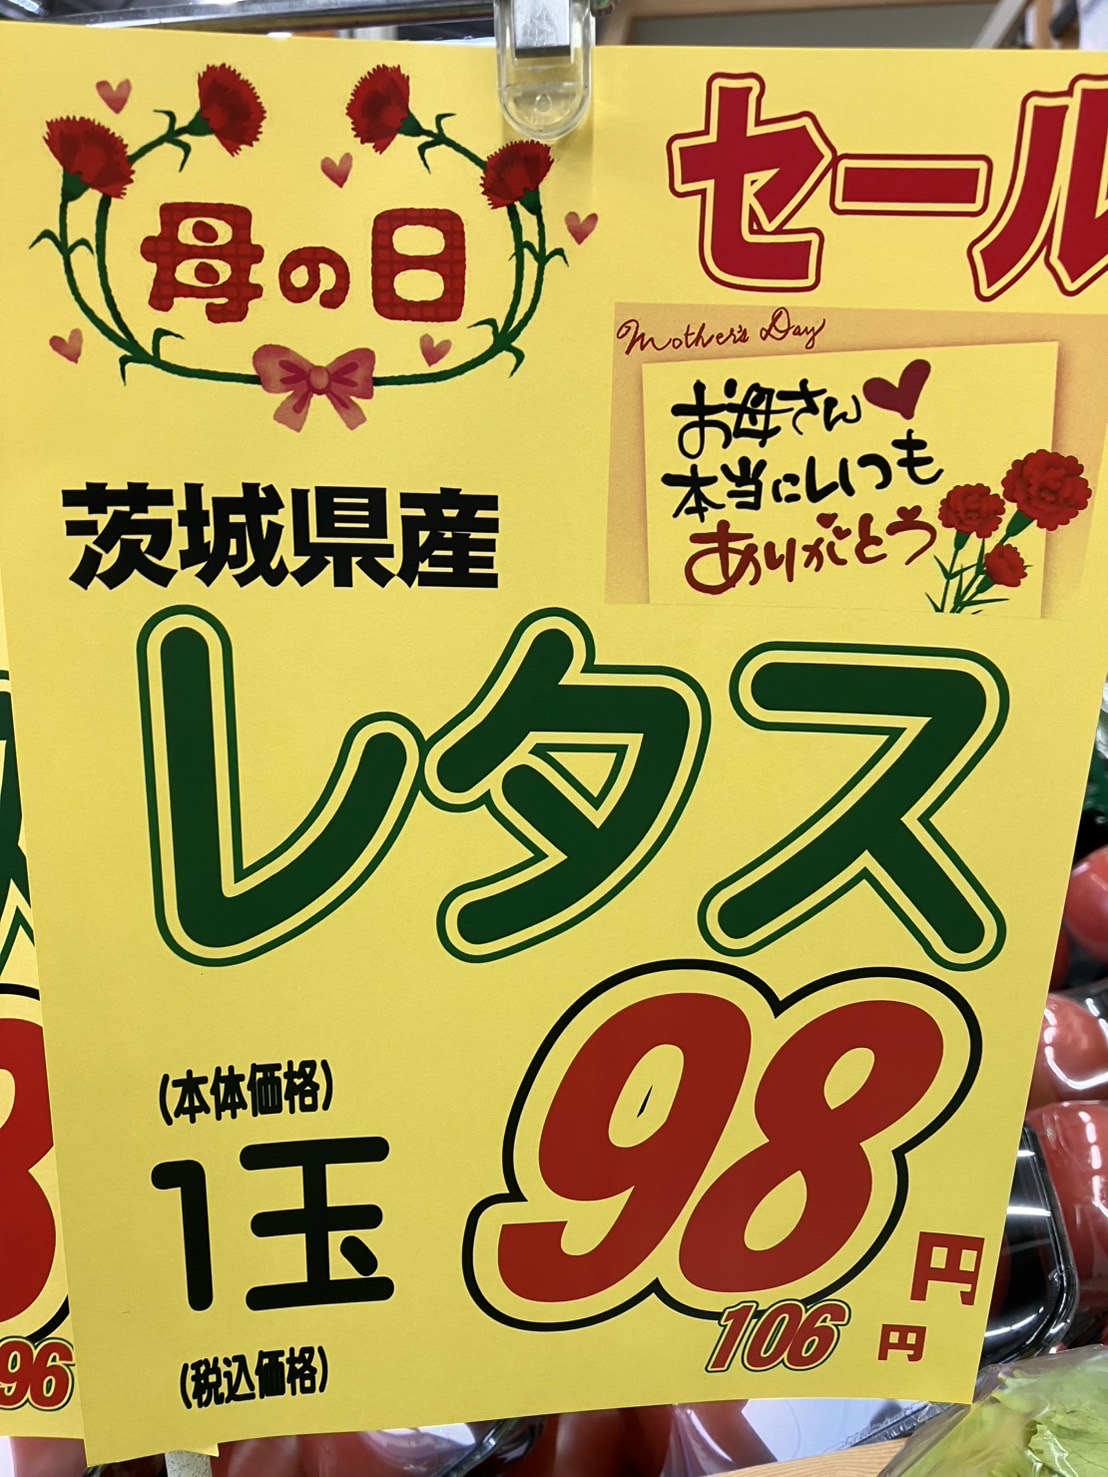 母の日
セール
Mother's Day
お母さん
本当にいつも
ありがとう
茨城県産
レタス
(本体価格)
1玉
98円
106円
(税込価格)
96